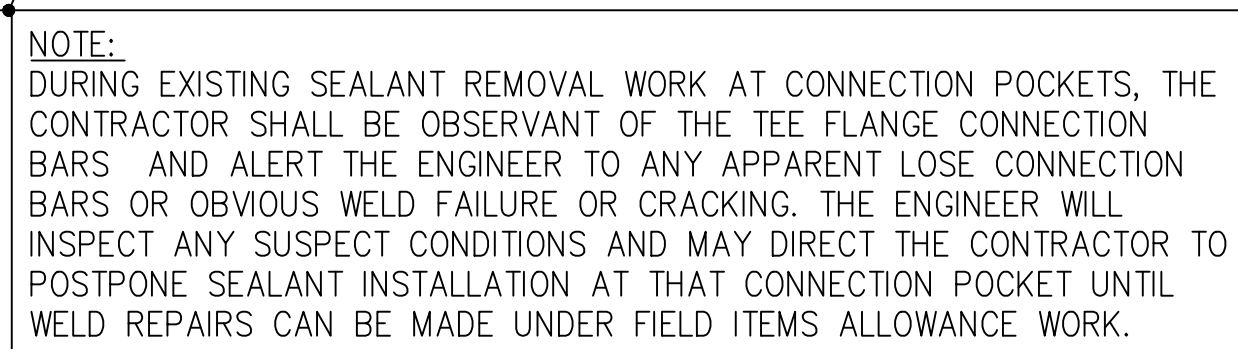 NOTE:
DURING EXISTING SEALANT REMOVAL WORK AT CONNECTION POCKETS, THE
CONTRACTOR SHALL BE OBSERVANT OF THE TEE FLANGE CONNECTION
BARS  AND ALERT THE ENGINEER TO ANY APPARENT LOSE CONNECTION
BARS OR OBVIOUS WELD FAILURE OR CRACKING. THE ENGINEER WILL
INSPECT ANY SUSPECT CONDITIONS AND MAY DIRECT THE CONTRACTOR TO
POSTPONE SEALANT INSTALLATION AT THAT CONNECTION POCKET UNTIL
WELD REPAIRS CAN BE MADE UNDER FIELD ITEMS ALLOWANCE WORK.